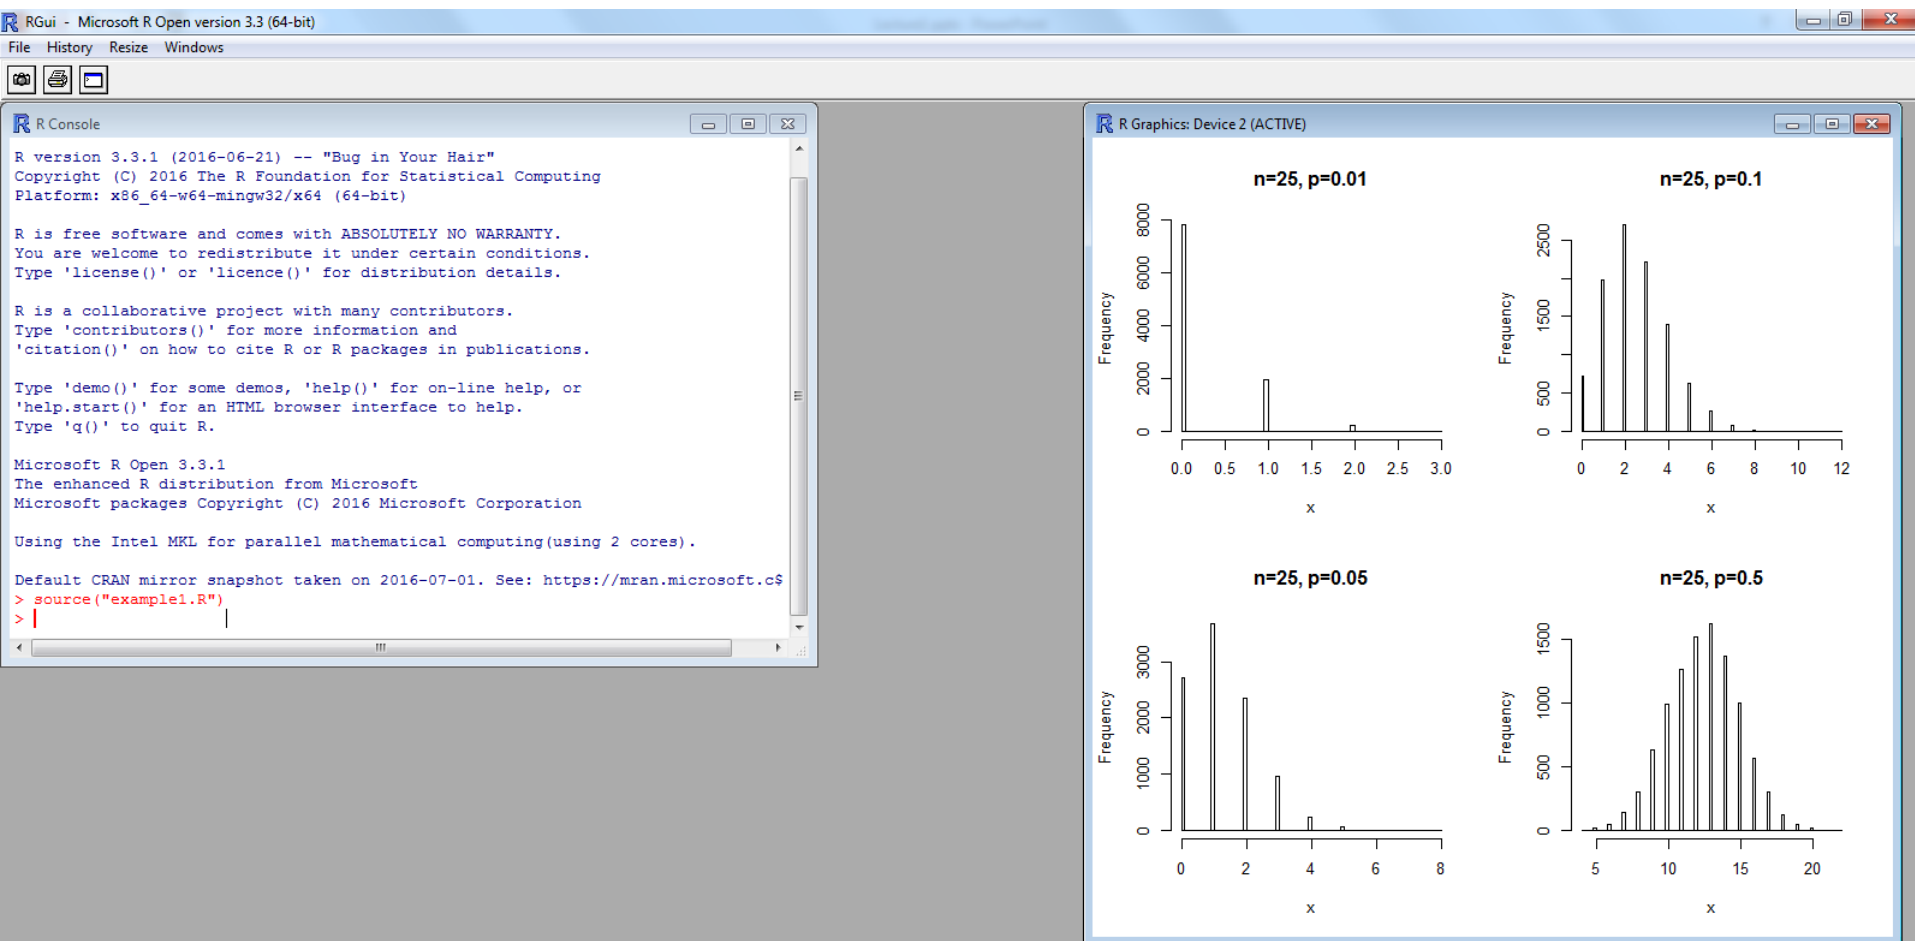 RGui - Microsoft R Open version 3.3 (64-bit)
File History Resize Windows
R Console
R version 3.3.1 (2016-06-21) -- "Bug in Your Hair"
Copyright (C) 2016 The R Foundation for Statistical Computing
Platform: x86_64-w64-mingw32/x64 (64-bit)
R is free software and comes with ABSOLUTELY NO WARRANTY.
You are welcome to redistribute it under certain conditions.
Type 'license()' or 'licence()' for distribution details.
R is a collaborative project with many contributors.
Type 'contributors()' for more information and
'citation()' on how to cite R or R packages in publications.
Type 'demo()' for some demos, 'help()' for on-line help, or
'help.start()' for an HTML browser interface to help.
Type 'q()' to quit R.
Microsoft R Open 3.3.1
The enhanced R distribution from Microsoft
Microsoft packages Copyright (C) 2016 Microsoft Corporation
Using the Intel MKL for parallel mathematical computing(using 2 cores).
Default CRAN mirror snapshot taken on 2016-07-01. See: https://mran.microsoft.c$
> source("example1.R")
>
R Graphics: Device 2 (ACTIVE)
n=25, p=0.01
Frequency
0 2000 4000 6000 8000
0.0 0.5 1.0 1.5 2.0 2.5 3.0
x
n=25, p=0.1
Frequency
0 500 1500 2500
0 2 4 6 8 10 12
x
n=25, p=0.05
Frequency
0 1000 2000 3000
0 2 4 6 8
x
n=25, p=0.5
Frequency
0 500 1000 1500
5 10 15 20
x